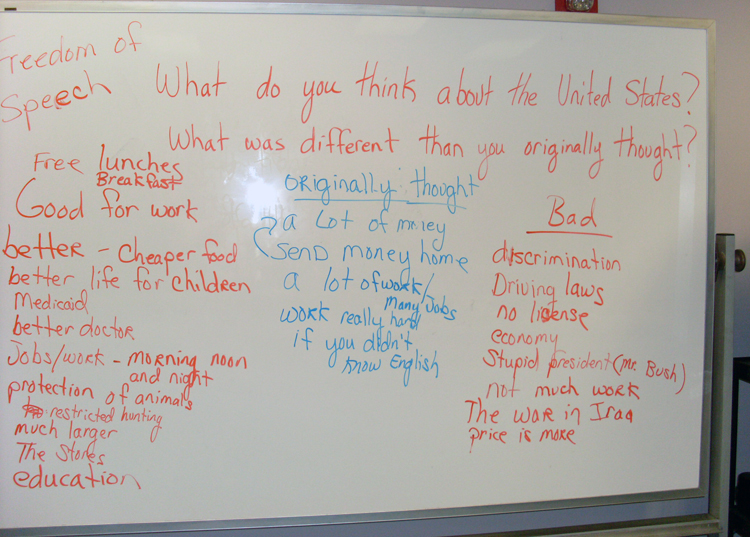 Freedom of
Speech
What do you think about the United States?
What was different than you originally thought?
Free lunches
Breakfast
Good for work
better - cheaper food
better life for children
Medicaid
better doctor
Jobs/work - morning noon
and night
protection of animals
restricted hunting
much larger
The Stores
education
originally thought
a lot of money
send money home
a lot of work/
many jobs
work really hard
if you didn't
know English
Bad
discrimination
Driving laws
no license
economy
Stupid president (mr. Bush)
not much work
The war in Iraq
price is more